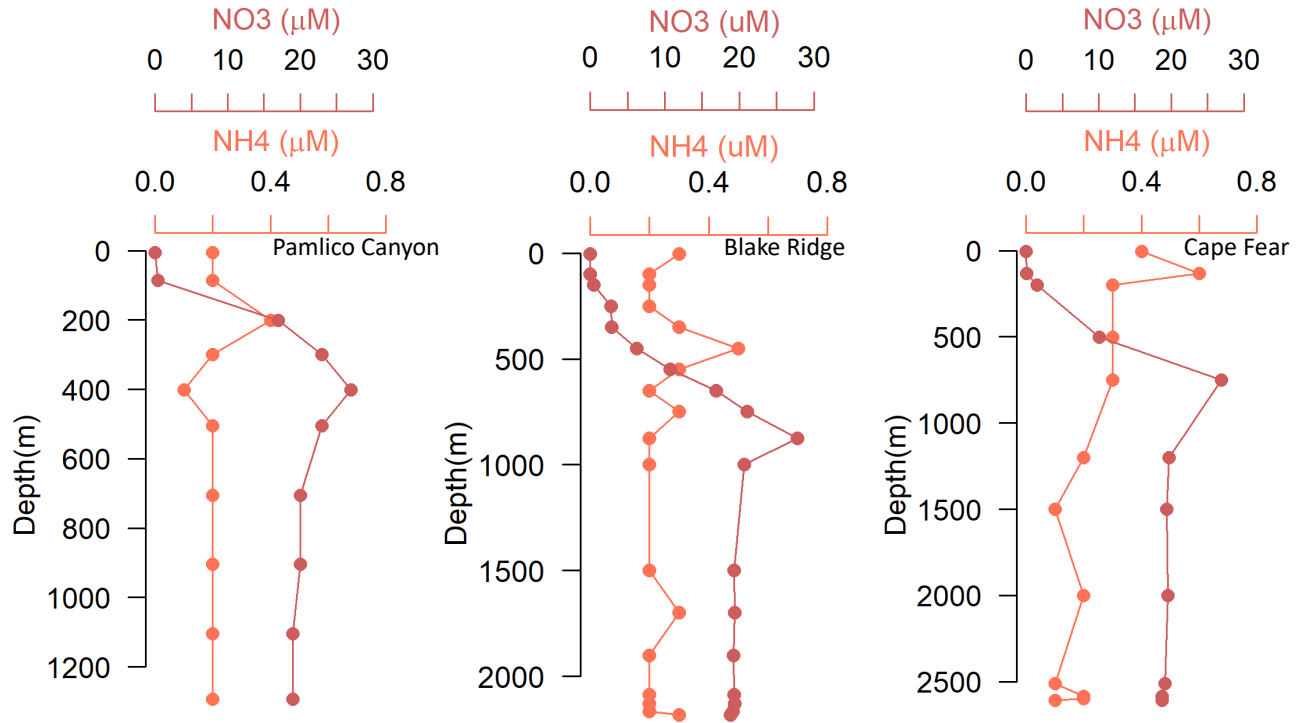 NO3 (μM)
0 10 20 30
NH4 (μM)
0.0 0.4 0.8
Pamlico Canyon
Depth(m)
0
200
400
600
800
1000
1200
NO3 (uM)
0 10 20 30
NH4 (uM)
0.0 0.4 0.8
Blake Ridge
Depth(m)
0
500
1000
1500
2000
NO3 (μM)
0 10 20 30
NH4 (μM)
0.0 0.4 0.8
Cape Fear
Depth(m)
0
500
1000
1500
2000
2500